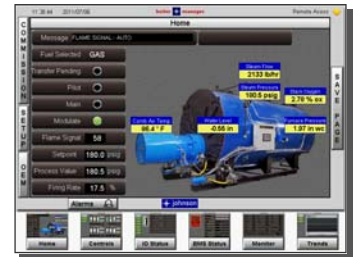 11:38:44 2011/07/06 boiler manager Remote Access
Home
COMMISSION
SETUP
OEM
Message FLAME SIGNAL - AUTO
Fuel Selected GAS
Transfer Pending
Pilot
Main
Modulate
Flame Signal 58
Setpoint 180.0 psig
Process Value 180.5 psig
Firing Rate 17.5 %
Steam Flow
2133 lb/hr
Steam Pressure
180.5 psig
Stack Oxygen
2.70 % ox
Comb Air Temp
86.4 ° F
Water Level
-0.55 in
Furnace Pressure
1.97 in wc
SAVE PAGE
Alarms
johnson
Home Controls IO Status BMS Status Monitor Trends